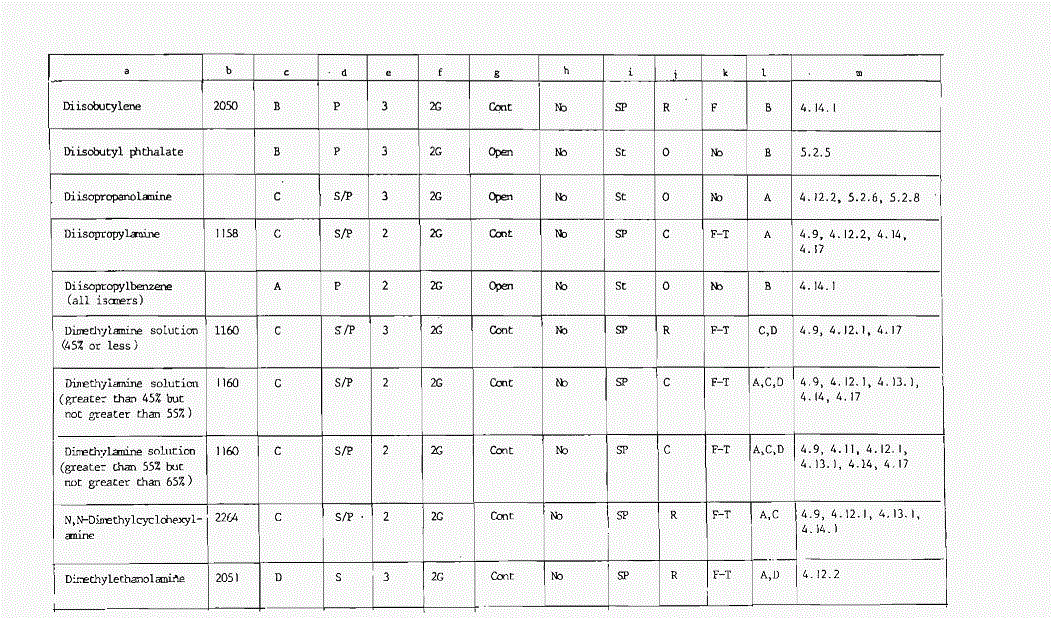 a b c d e f g h i j k l m
Diisobutylene 2050 B P 3 2G Cont No SP R F B 4.14.1
Diisobutyl phthalate B P 3 2G Open No St O No B 5.2.5
Diisopropanolamine C S/P 3 2G Open No St O No A 4.12.2, 5.2.6, 5.2.8
Diisopropylamine 1158 C S/P 2 2G Cont No SP C F-T A 4.9, 4.12.2, 4.14,
4.17
Diisopropylbenzene A P 2 2G Open No St O No B 4.14.1
(all isomers)
Dimethylamine solution 1160 C S/P 3 2G Cont No SP R F-T C,D 4.9, 4.12.1, 4.17
(45% or less)
Dimethylamine solution 1160 C S/P 2 2G Cont No SP C F-T A,C,D 4.9, 4.12.1, 4.13.1,
(greater than 45% but 4.14, 4.17
not greater than 55%)
Dimethylamine solution 1160 C S/P 2 2G Cont No SP C F-T A,C,D 4.9, 4.11, 4.12.1,
(greater than 55% but 4.13.1, 4.14, 4.17
not greater than 65%)
N,N-Dimethylcyclohexyl- 2264 C S/P 2 2G Cont No SP R F-T A,C 4.9, 4.12.1, 4.13.1,
amine 4.14.1
Dimethylethanolamine 2051 D S 3 2G Cont No SP R F-T A,D 4.12.2